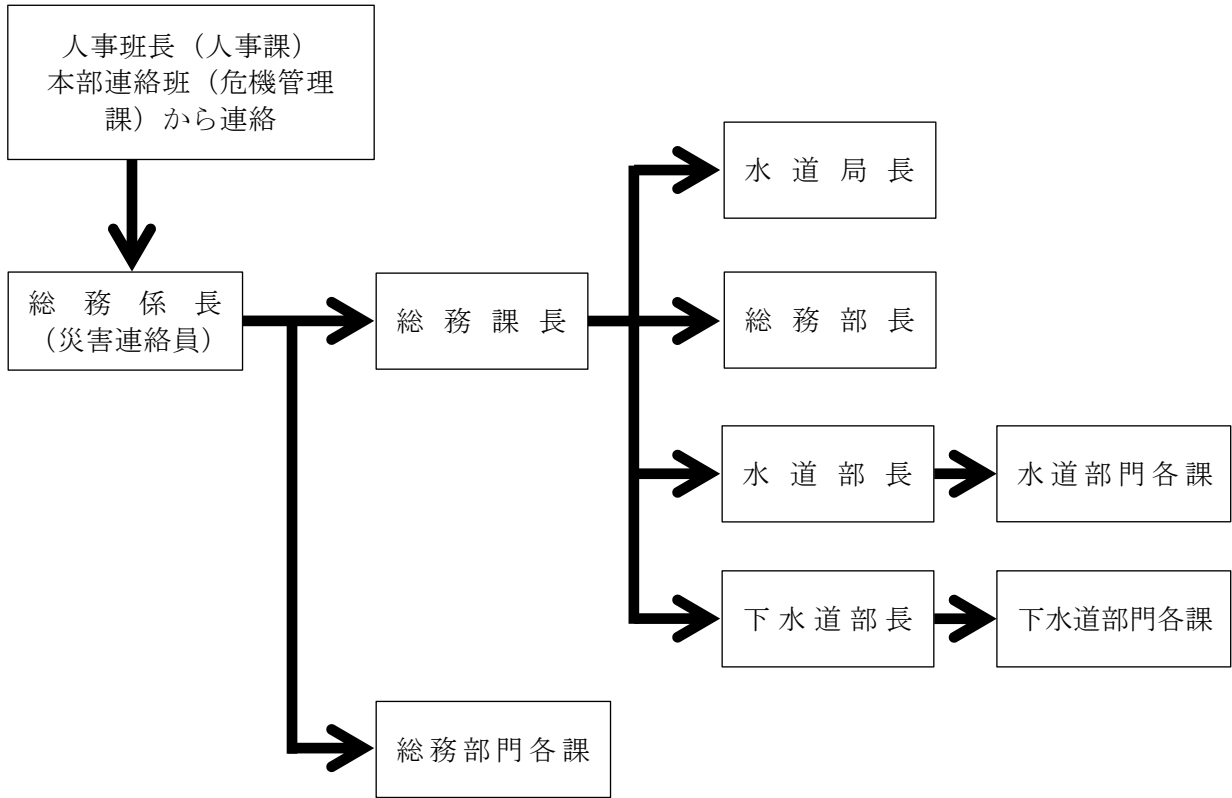 人事班長（人事課）
本部連絡班（危機管理
課）から連絡
総務係長
（災害連絡員）
総務課長
水道局長
総務部長
水道部長
水道部門各課
下水道部長
下水道部門各課
総務部門各課